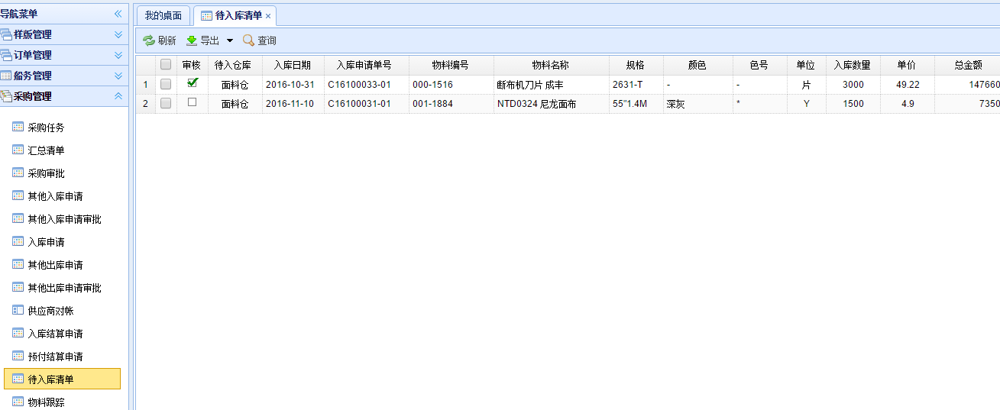 导航菜单
样版管理
订单管理
船务管理
采购管理
采购任务
汇总清单
采购审批
其他入库申请
其他入库申请审批
入库申请
其他出库申请
其他出库申请审批
供应商对帐
入库结算申请
预付结算申请
待入库清单
物料跟踪
我的桌面 待入库清单 ×
刷新 导出 查询
审核 待入仓库 入库日期 入库申请单号 物料编号 物料名称 规格 颜色 色号 单位 入库数量 单价 总金额
1 面料仓 2016-10-31 C16100033-01 000-1516 断布机刀片 成丰 2631-T - - 片 3000 49.22 147660
2 面料仓 2016-11-10 C16100031-01 001-1884 NTD0324 尼龙面布 55"1.4M 深灰 * Y 1500 4.9 7350